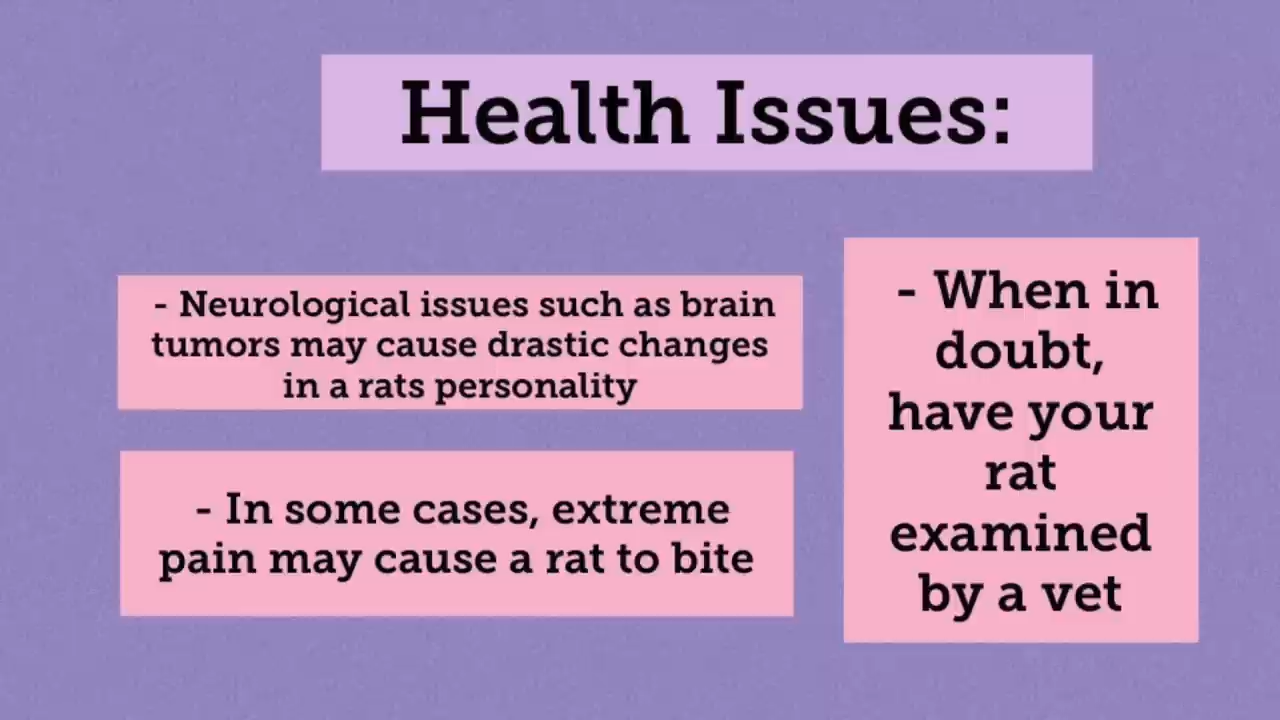 Health Issues:
- Neurological issues such as brain
tumors may cause drastic changes
in a rats personality
- In some cases, extreme
pain may cause a rat to bite
- When in
doubt,
have your
rat
examined
by a vet